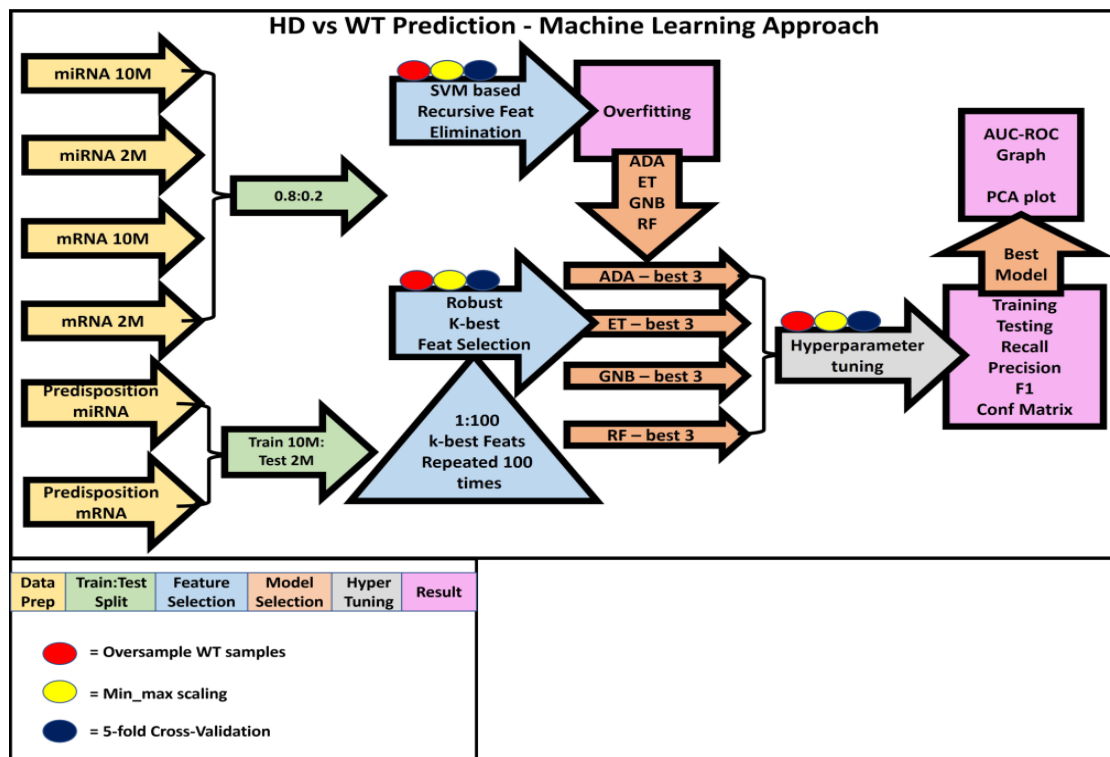 HD vs WT Prediction - Machine Learning Approach
miRNA 10M
miRNA 2M
mRNA 10M
mRNA 2M
Predisposition
miRNA
Predisposition
mRNA
0.8:0.2
Train 10M:
Test 2M
SVM based
Recursive Feat
Elimination
Overfitting
ADA
ET
GNB
RF
Robust
K-best
Feat Selection
1:100
k-best Feats
Repeated 100
times
ADA – best 3
ET – best 3
GNB – best 3
RF – best 3
Hyperparameter
tuning
AUC-ROC
Graph
PCA plot
Best
Model
Training
Testing
Recall
Precision
F1
Conf Matrix
Data
Prep
Train:Test
Split
Feature
Selection
Model
Selection
Hyper
Tuning
Result
= Oversample WT samples
= Min_max scaling
= 5-fold Cross-Validation